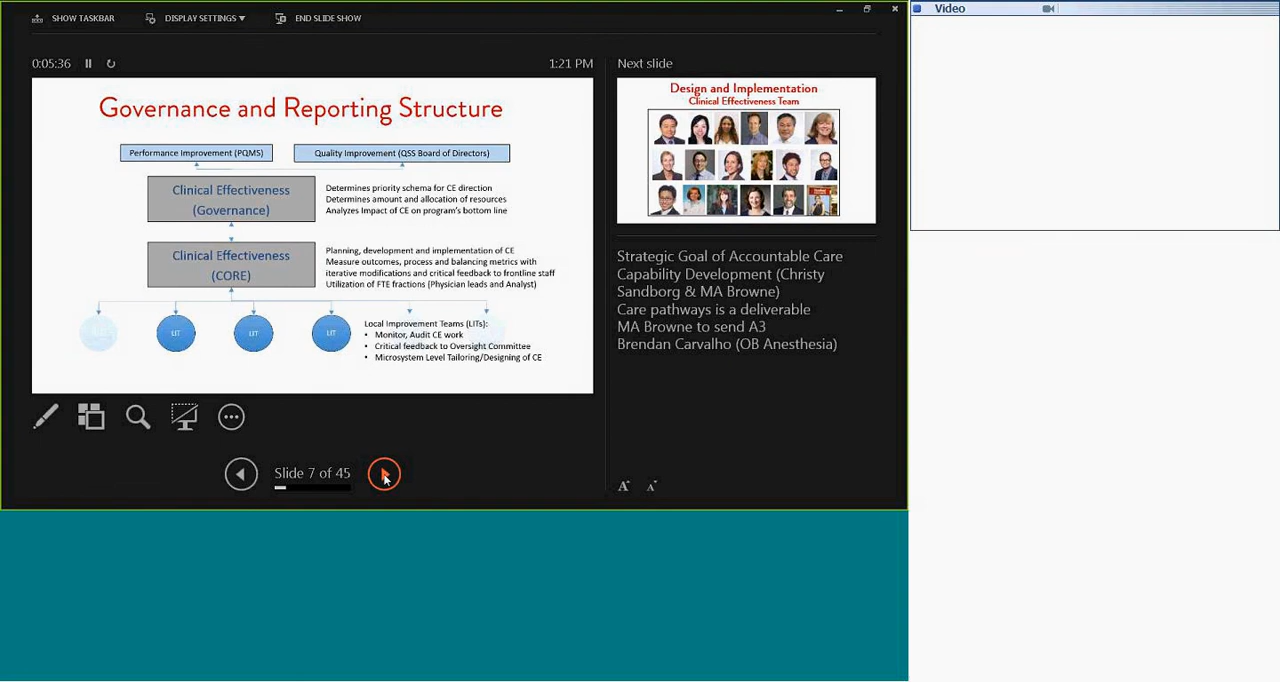 SHOW TASKBAR
DISPLAY SETTINGS
END SLIDE SHOW
Video
0:05:36
1:21 PM
Next slide
Governance and Reporting Structure
Performance Improvement (PQMS)
Quality Improvement (QSS Board of Directors)
Clinical Effectiveness
(Governance)
Determines priority schema for CE direction
Determines amount and allocation of resources
Analyzes Impact of CE on program's bottom line
Clinical Effectiveness
(CORE)
Planning, development and implementation of CE
Measure outcomes, process and balancing metrics with
iterative modifications and critical feedback to frontline staff
Utilization of FTE fractions (Physician leads and Analyst)
LIT
LIT
LIT
Local Improvement Teams (LITs):
• Monitor, Audit CE work
• Critical feedback to Oversight Committee
• Microsystem Level Tailoring/Designing of CE
Design and Implementation
Clinical Effectiveness Team
Strategic Goal of Accountable Care
Capability Development (Christy
Sandborg & MA Browne)
Care pathways is a deliverable
MA Browne to send A3
Brendan Carvalho (OB Anesthesia)
Slide 7 of 45
A A